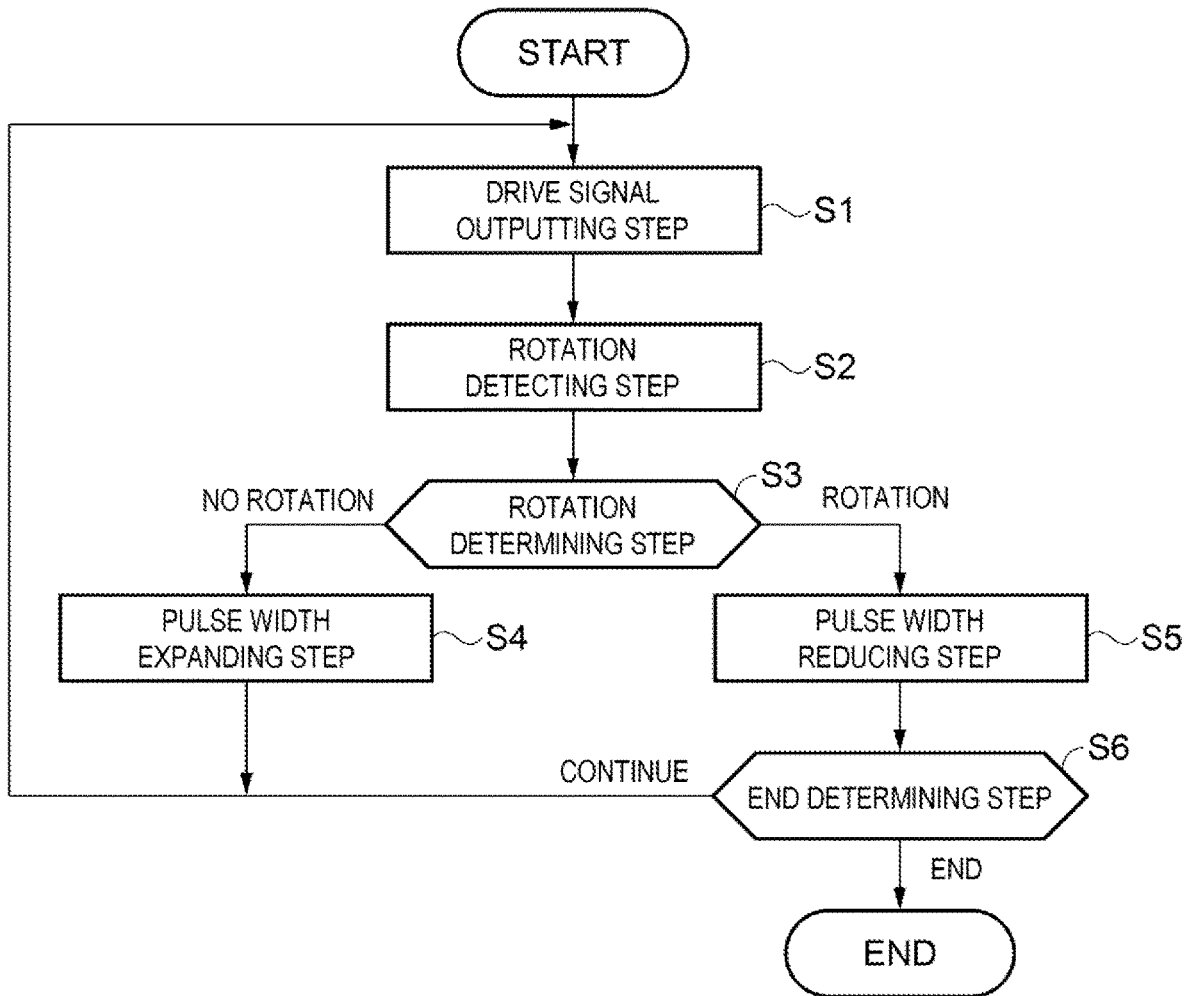 START
DRIVE SIGNAL
OUTPUTTING STEP
S1
ROTATION
DETECTING STEP
S2
S3
NO ROTATION
ROTATION
DETERMINING STEP
ROTATION
PULSE WIDTH
EXPANDING STEP
S4
PULSE WIDTH
REDUCING STEP
S5
S6
CONTINUE
END DETERMINING STEP
END
END